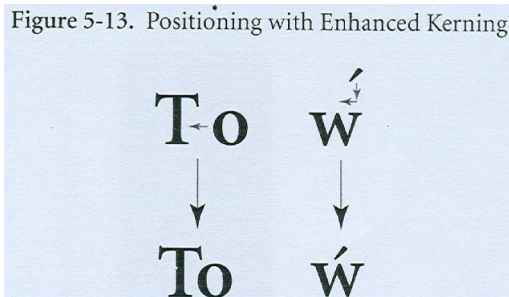 Figure 5-13. Positioning with Enhanced Kerning
To ẃ
To ẃ